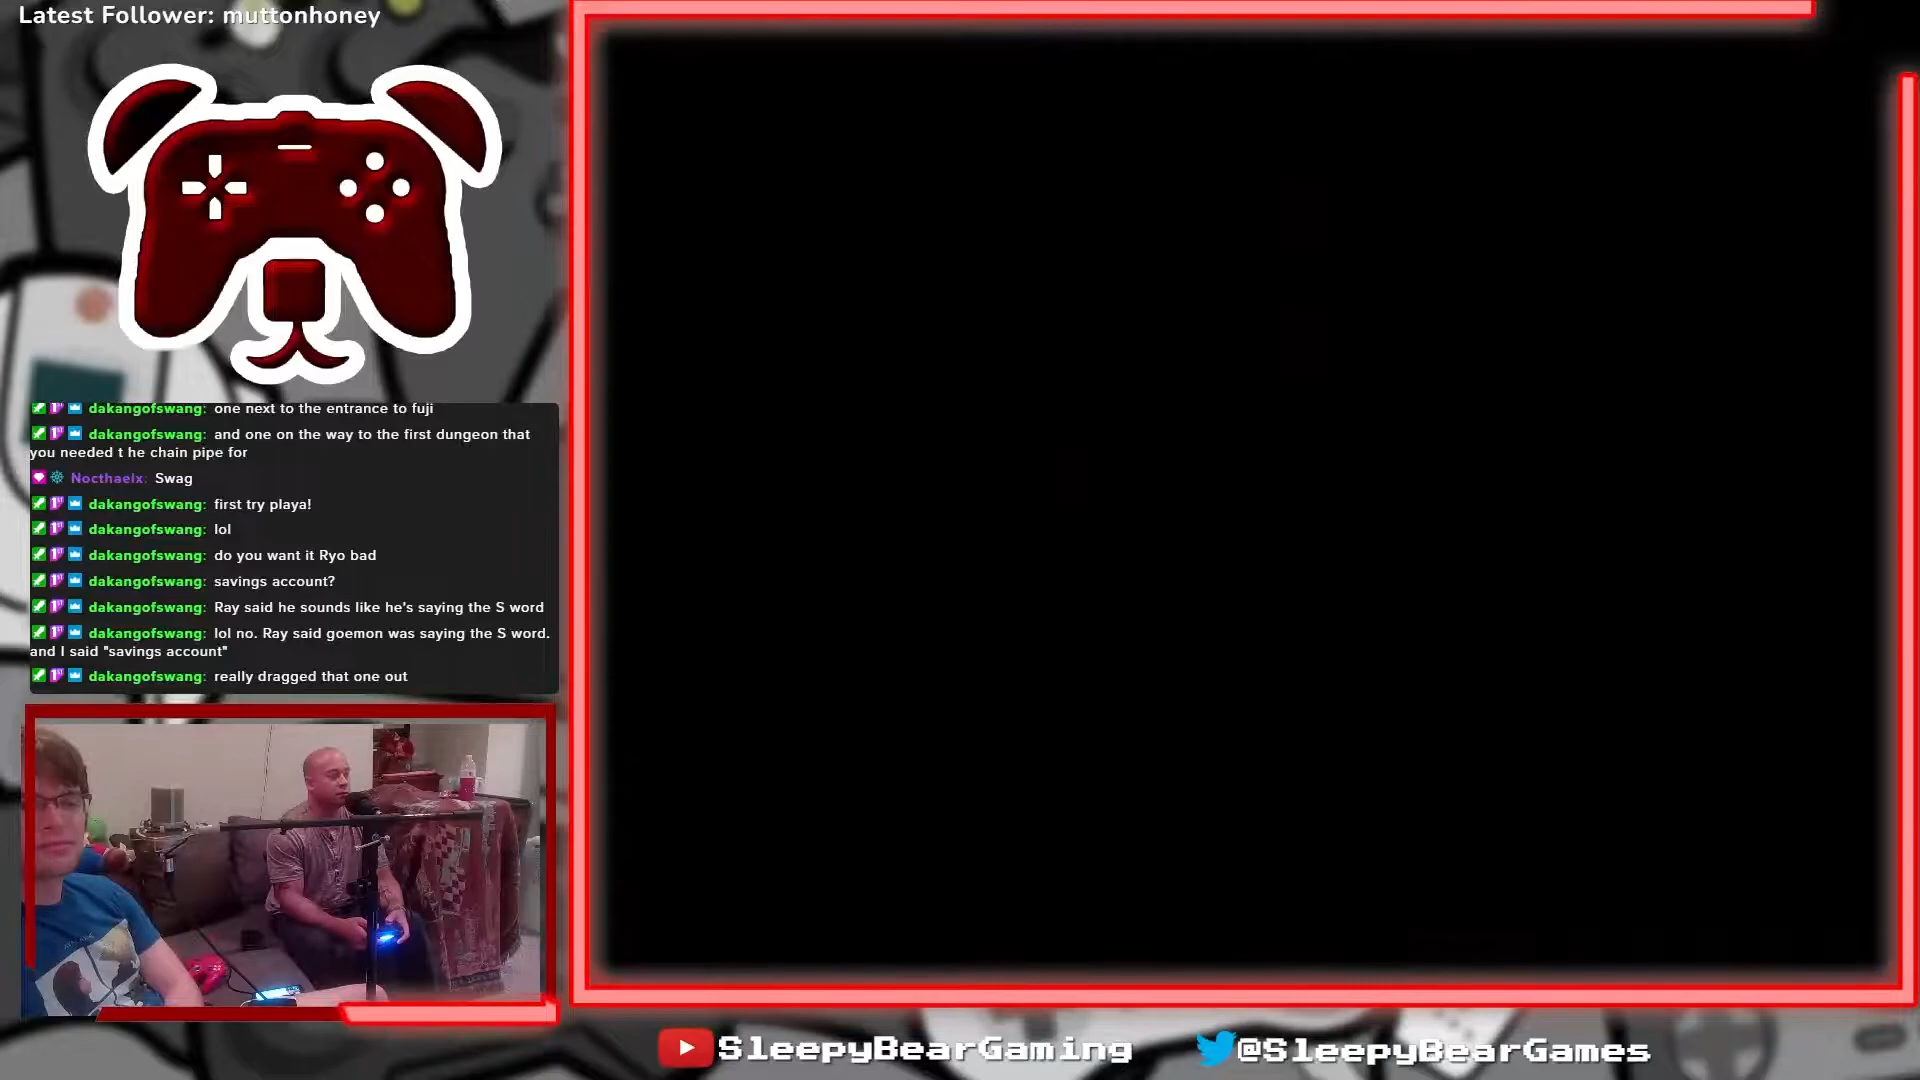 Latest Follower: muttonhoney
dakangofswang: one next to the entrance to fuji
dakangofswang: and one on the way to the first dungeon that
you needed t he chain pipe for
Nocthaelx: Swag
dakangofswang: first try playa!
dakangofswang: lol
dakangofswang: do you want it Ryo bad
dakangofswang: savings account?
dakangofswang: Ray said he sounds like he's saying the S word
dakangofswang: lol no. Ray said goemon was saying the S word.
and I said "savings account"
dakangofswang: really dragged that one out
SleepyBearGaming
@SleepyBearGames